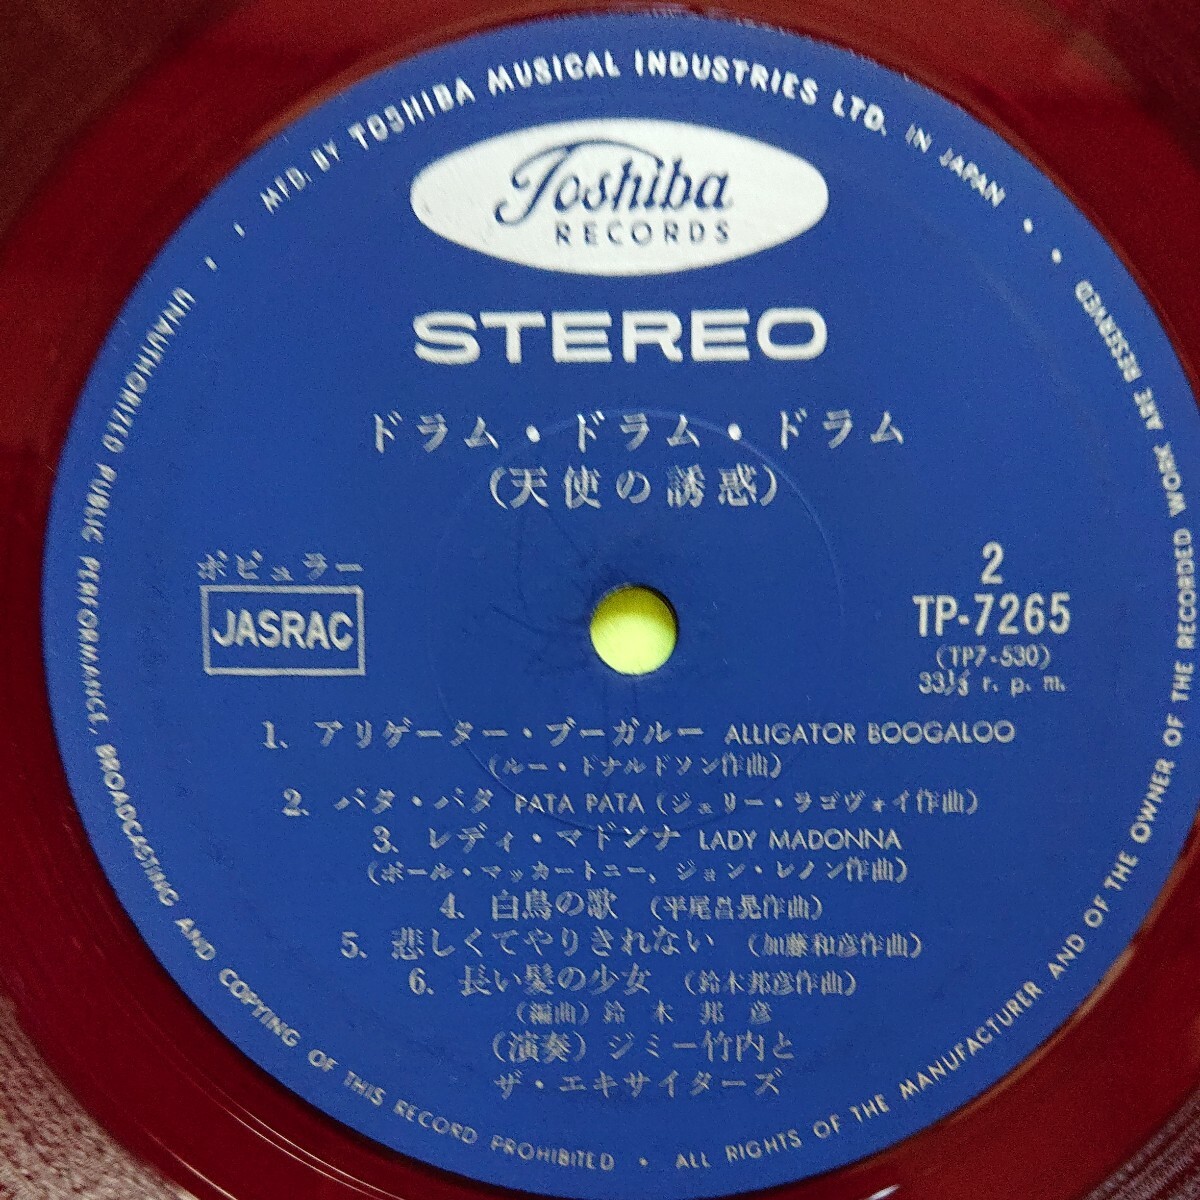 MFD. BY TOSHIBA MUSICAL INDUSTRIES LTD. IN JAPAN
Toshiba
RECORDS
STEREO
ドラム・ドラム・ドラム
(天使の誘惑)
ポピュラー
JASRAC
2
TP-7265
(TP7-530)
33⅓ r. p. m.
1. アリゲーター・ブーガルー ALLIGATOR BOOGALOO
(ルー・ドナルドソン作曲)
2. パタ・パタ PATA PATA (ジェリー・ラゴヴォイ作曲)
3. レディ・マドンナ LADY MADONNA
(ポール・マッカートニー, ジョン・レノン作曲)
4. 白鳥の歌 (平尾昌晃作曲)
5. 悲しくてやりきれない (加藤和彦作曲)
6. 長い髪の少女 (鈴木邦彦作曲)
(編曲) 鈴木邦彦
(演奏) ジミー竹内と
ザ・エキサイターズ
UNAUTHORIZED PUBLIC PERFORMANCE, BROADCASTING AND COPYING OF THIS RECORD PROHIBITED • ALL RIGHTS OF THE MANUFACTURER AND OF THE OWNER OF THE RECORDED WORK ARE RESERVED